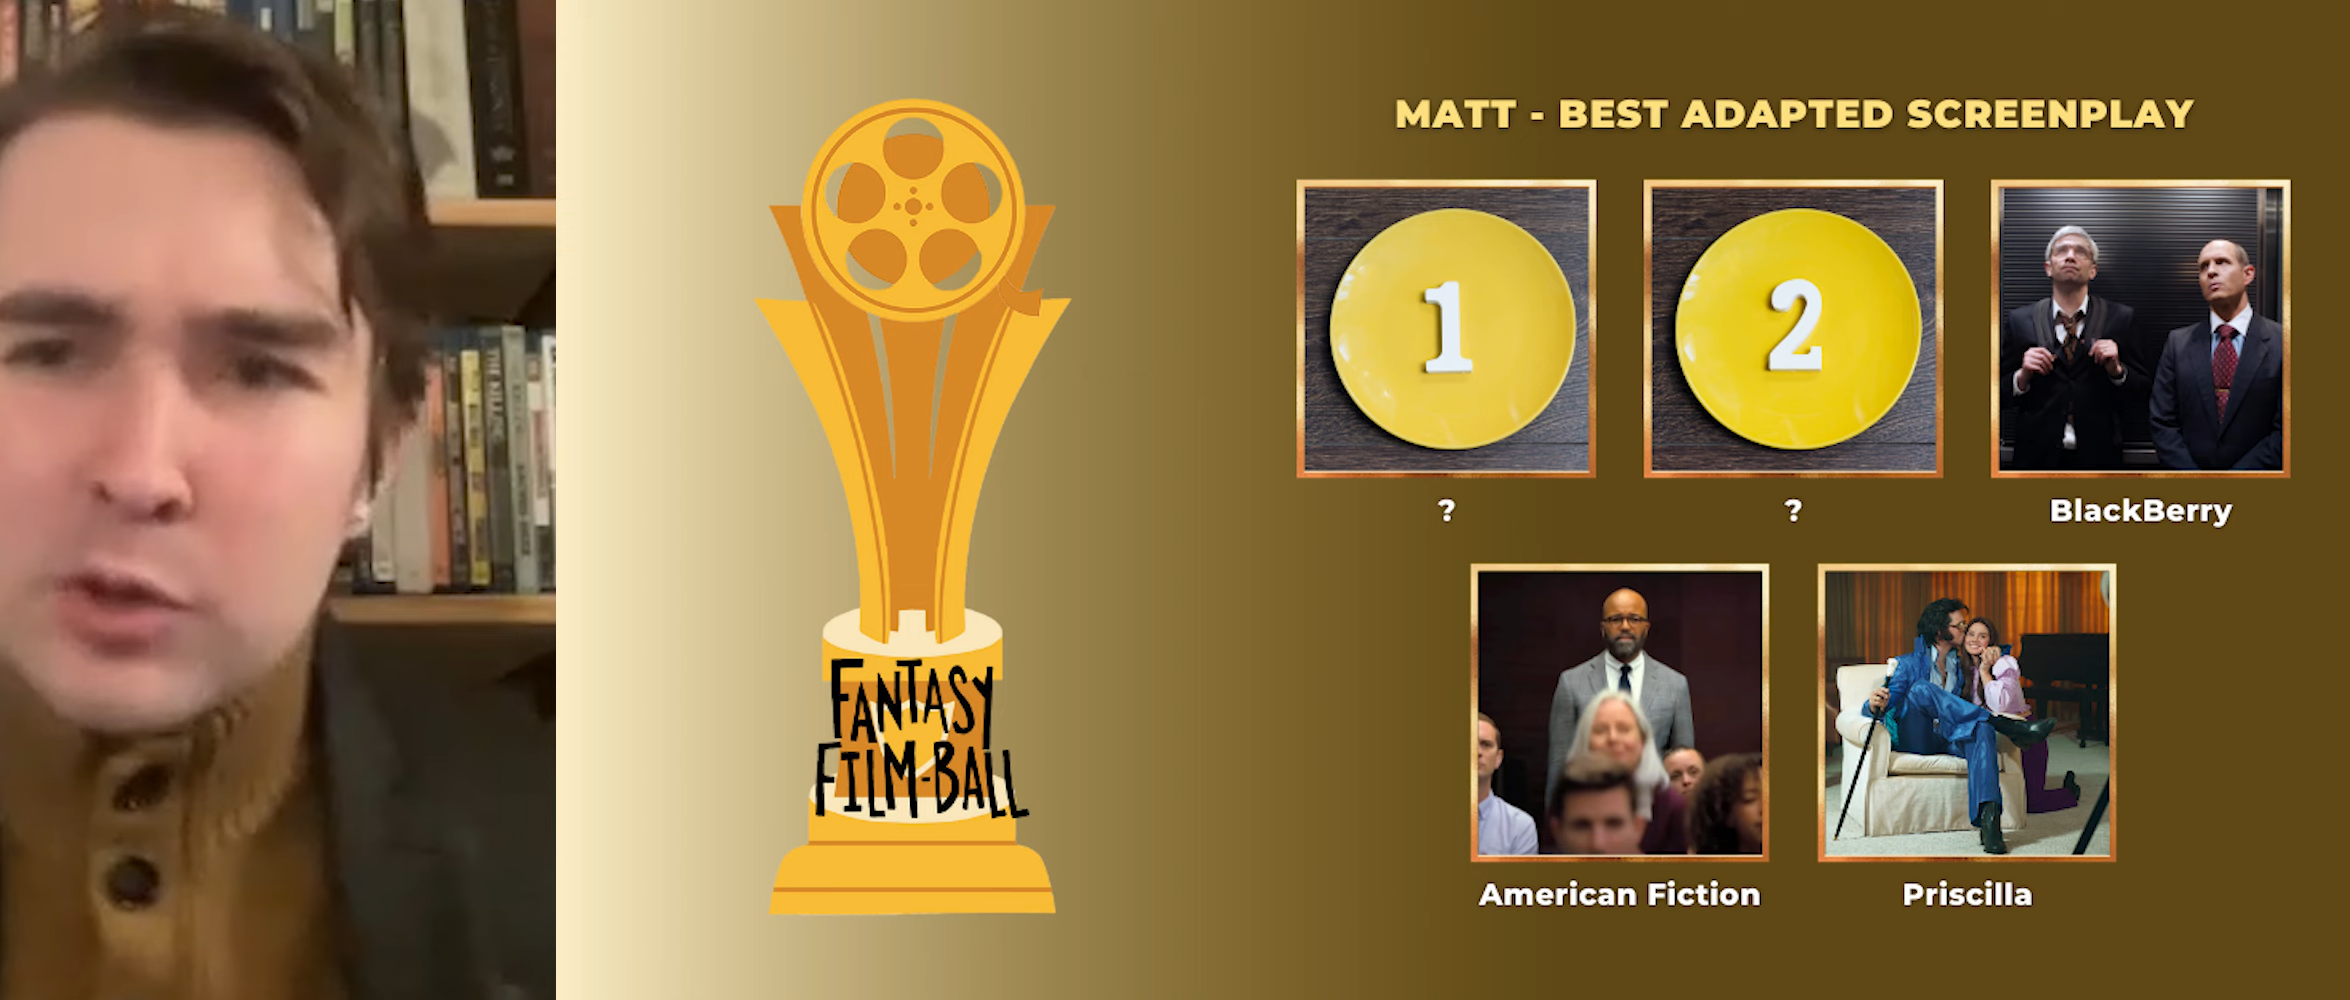 MATT - BEST ADAPTED SCREENPLAY
1
2
?
?
BlackBerry
American Fiction
Priscilla
FANTASY
FILM-BALL